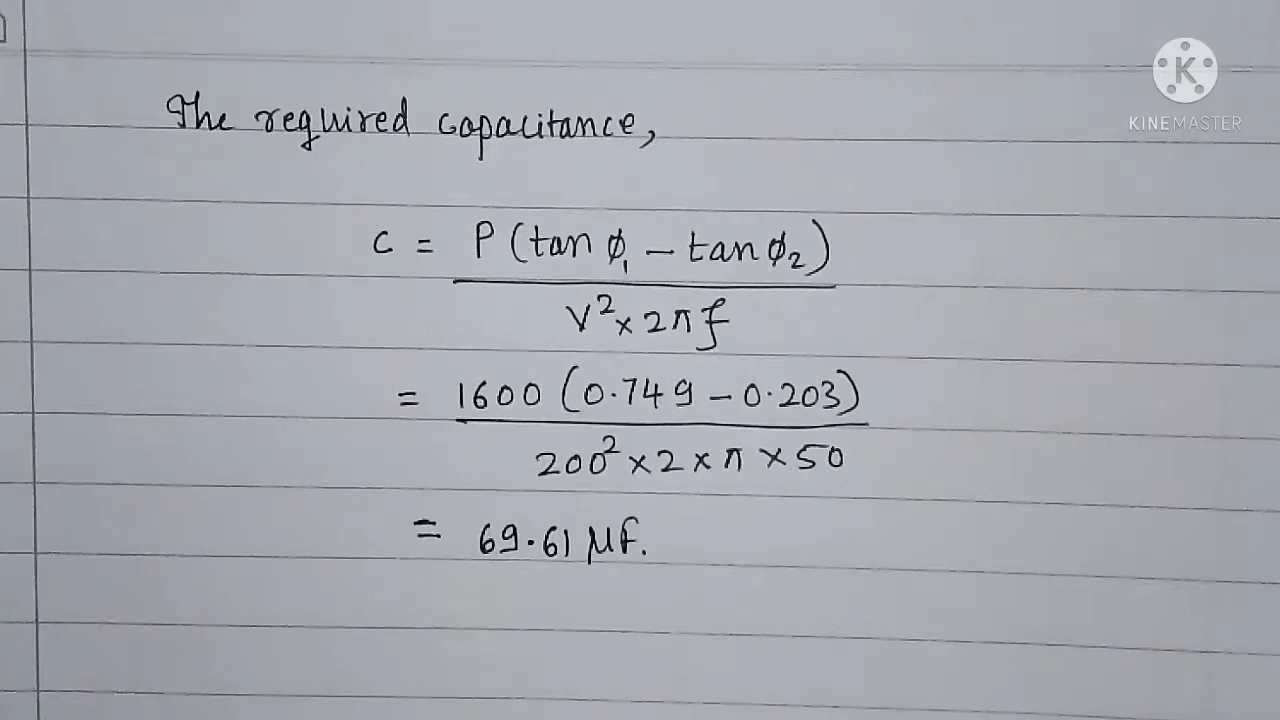 K
KINEMASTER
The required capacitance,
C = P (tan ϕ₁ – tan ϕ₂)
V² × 2π f
= 1600 (0.749 – 0.203)
200² × 2 × π × 50
= 69.61 μf.